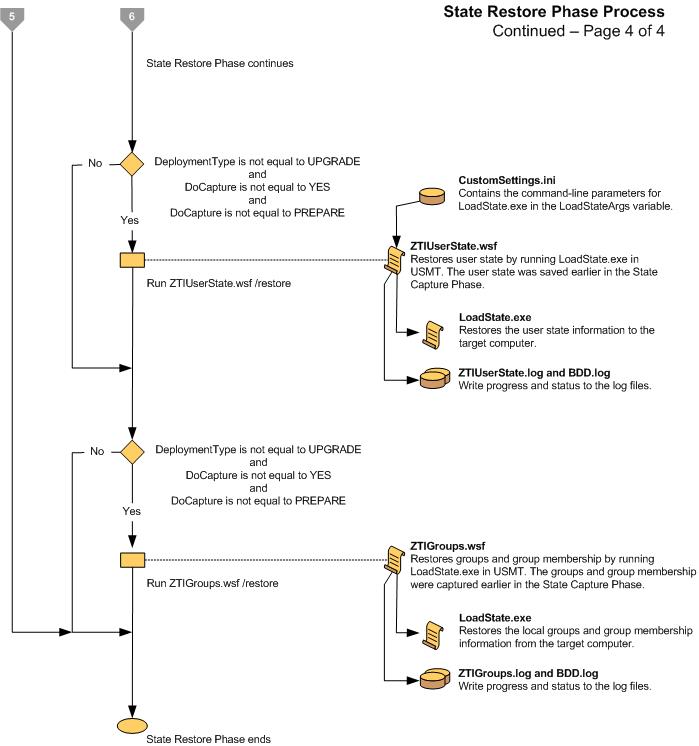 State Restore Phase Process
Continued – Page 4 of 4
5
6
State Restore Phase continues
No
DeploymentType is not equal to UPGRADE
and
DoCapture is not equal to YES
and
DoCapture is not equal to PREPARE
Yes
CustomSettings.ini
Contains the command-line parameters for
LoadState.exe in the LoadStateArgs variable.
Run ZTIUserState.wsf /restore
ZTIUserState.wsf
Restores user state by running LoadState.exe in
USMT. The user state was saved earlier in the State
Capture Phase.
LoadState.exe
Restores the user state information to the
target computer.
ZTIUserState.log and BDD.log
Write progress and status to the log files.
No
DeploymentType is not equal to UPGRADE
and
DoCapture is not equal to YES
and
DoCapture is not equal to PREPARE
Yes
Run ZTIGroups.wsf /restore
ZTIGroups.wsf
Restores groups and group membership by running
LoadState.exe in USMT. The groups and group membership
were captured earlier in the State Capture Phase.
LoadState.exe
Restores the local groups and group membership
information from the target computer.
ZTIGroups.log and BDD.log
Write progress and status to the log files.
State Restore Phase ends